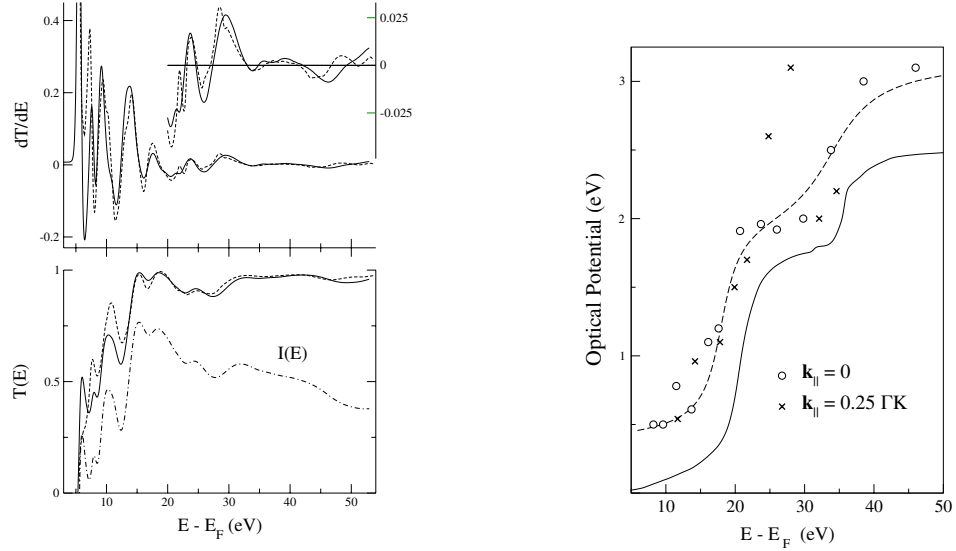 0.4
0.2
0
-0.2
dT/dE
0.025
0
-0.025
1
0.5
0
T(E)
I(E)
10
20
30
40
50
E - E_F (eV)
3
2
1
Optical Potential (eV)
k_|| = 0
k_|| = 0.25 ΓK
10
20
30
40
50
E - E_F (eV)